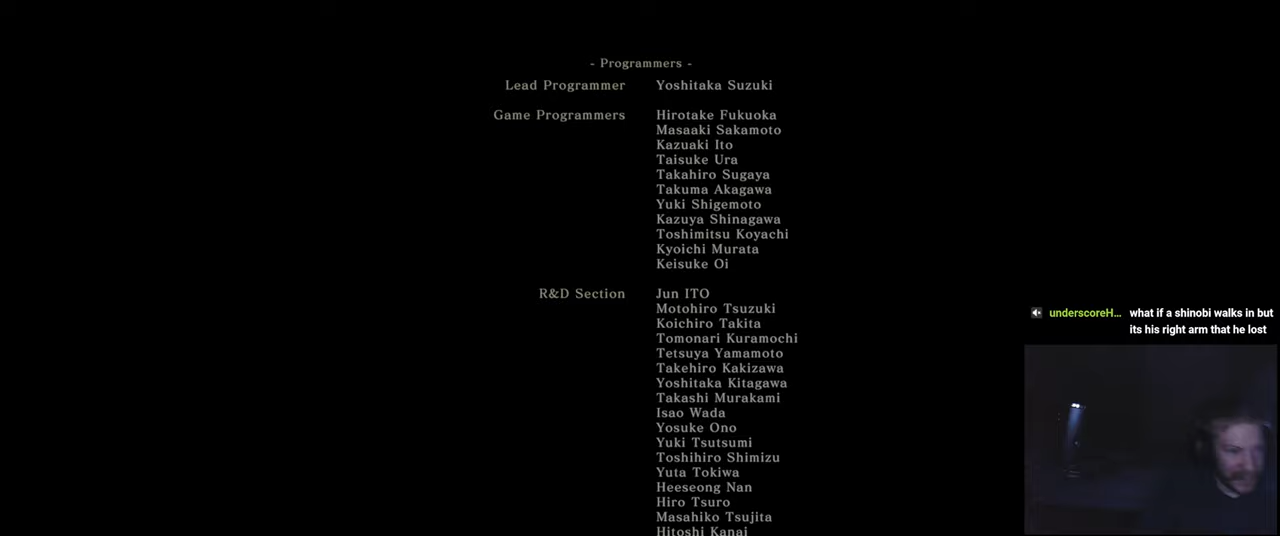 - Programmers -
Lead Programmer Yoshitaka Suzuki
Game Programmers Hirotake Fukuoka
Masaaki Sakamoto
Kazuaki Ito
Taisuke Ura
Takahiro Sugaya
Takuma Akagawa
Yuki Shigemoto
Kazuya Shinagawa
Toshimitsu Koyachi
Kyoichi Murata
Keisuke Oi
R&D Section Jun ITO
Motohiro Tsuzuki
Koichiro Takita
Tomonari Kuramochi
Tetsuya Yamamoto
Takehiro Kakizawa
Yoshitaka Kitagawa
Takashi Murakami
Isao Wada
Yosuke Ono
Yuki Tsutsumi
Toshihiro Shimizu
Yuta Tokiwa
Heeseong Nan
Hiro Tsuro
Masahiko Tsujita
Hitoshi Kanai
underscoreH... what if a shinobi walks in but
its his right arm that he lost